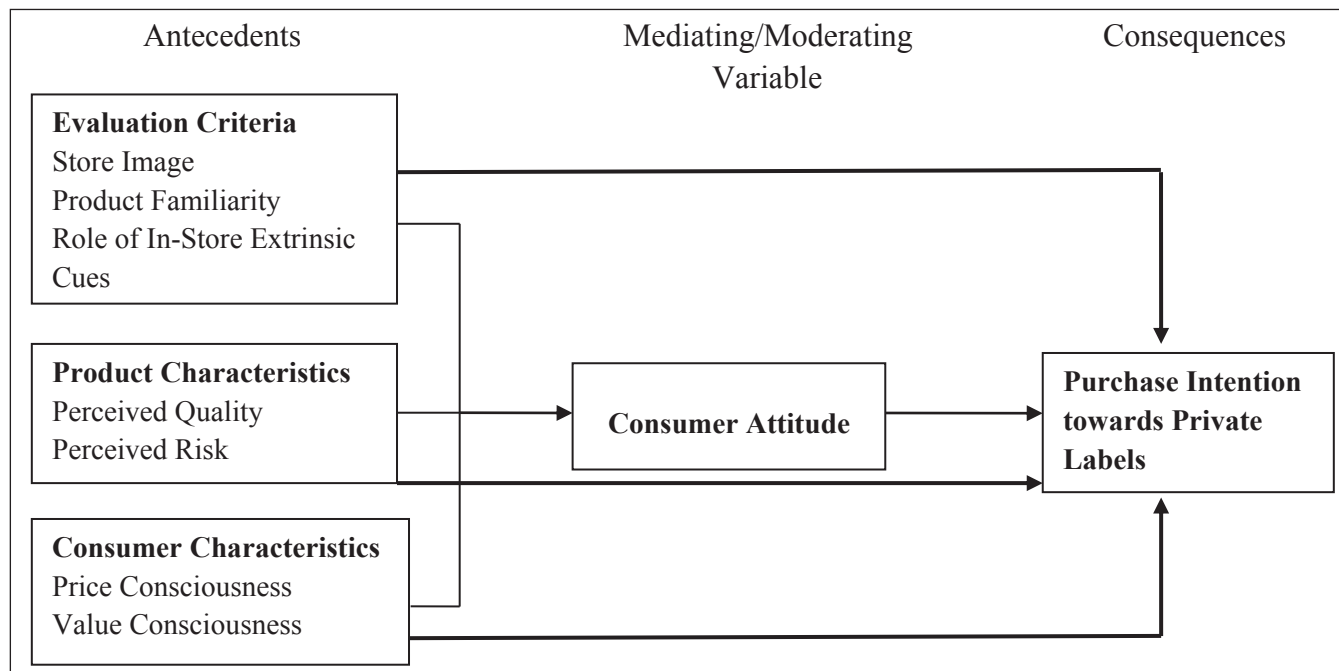 Antecedents
Mediating/Moderating
Variable
Consequences
Evaluation Criteria
Store Image
Product Familiarity
Role of In-Store Extrinsic
Cues
Product Characteristics
Perceived Quality
Perceived Risk
Consumer Attitude
Purchase Intention
towards Private
Labels
Consumer Characteristics
Price Consciousness
Value Consciousness